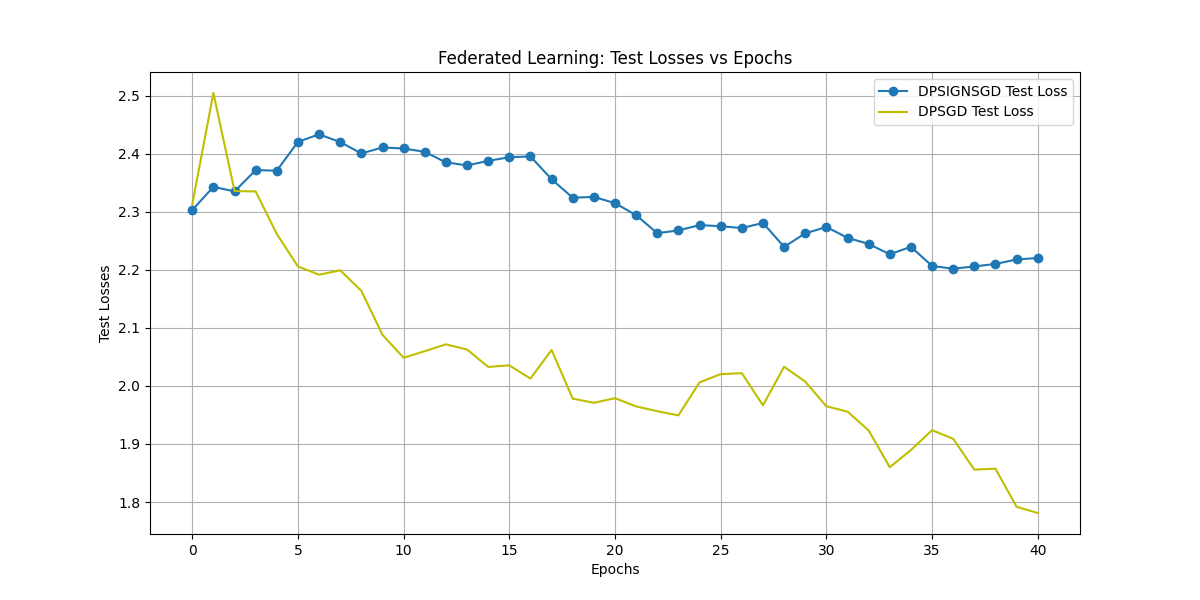 Federated Learning: Test Losses vs Epochs
DPSIGNSGD Test Loss
DPSGD Test Loss
Test Losses
2.5
2.4
2.3
2.2
2.1
2.0
1.9
1.8
0 5 10 15 20 25 30 35 40
Epochs